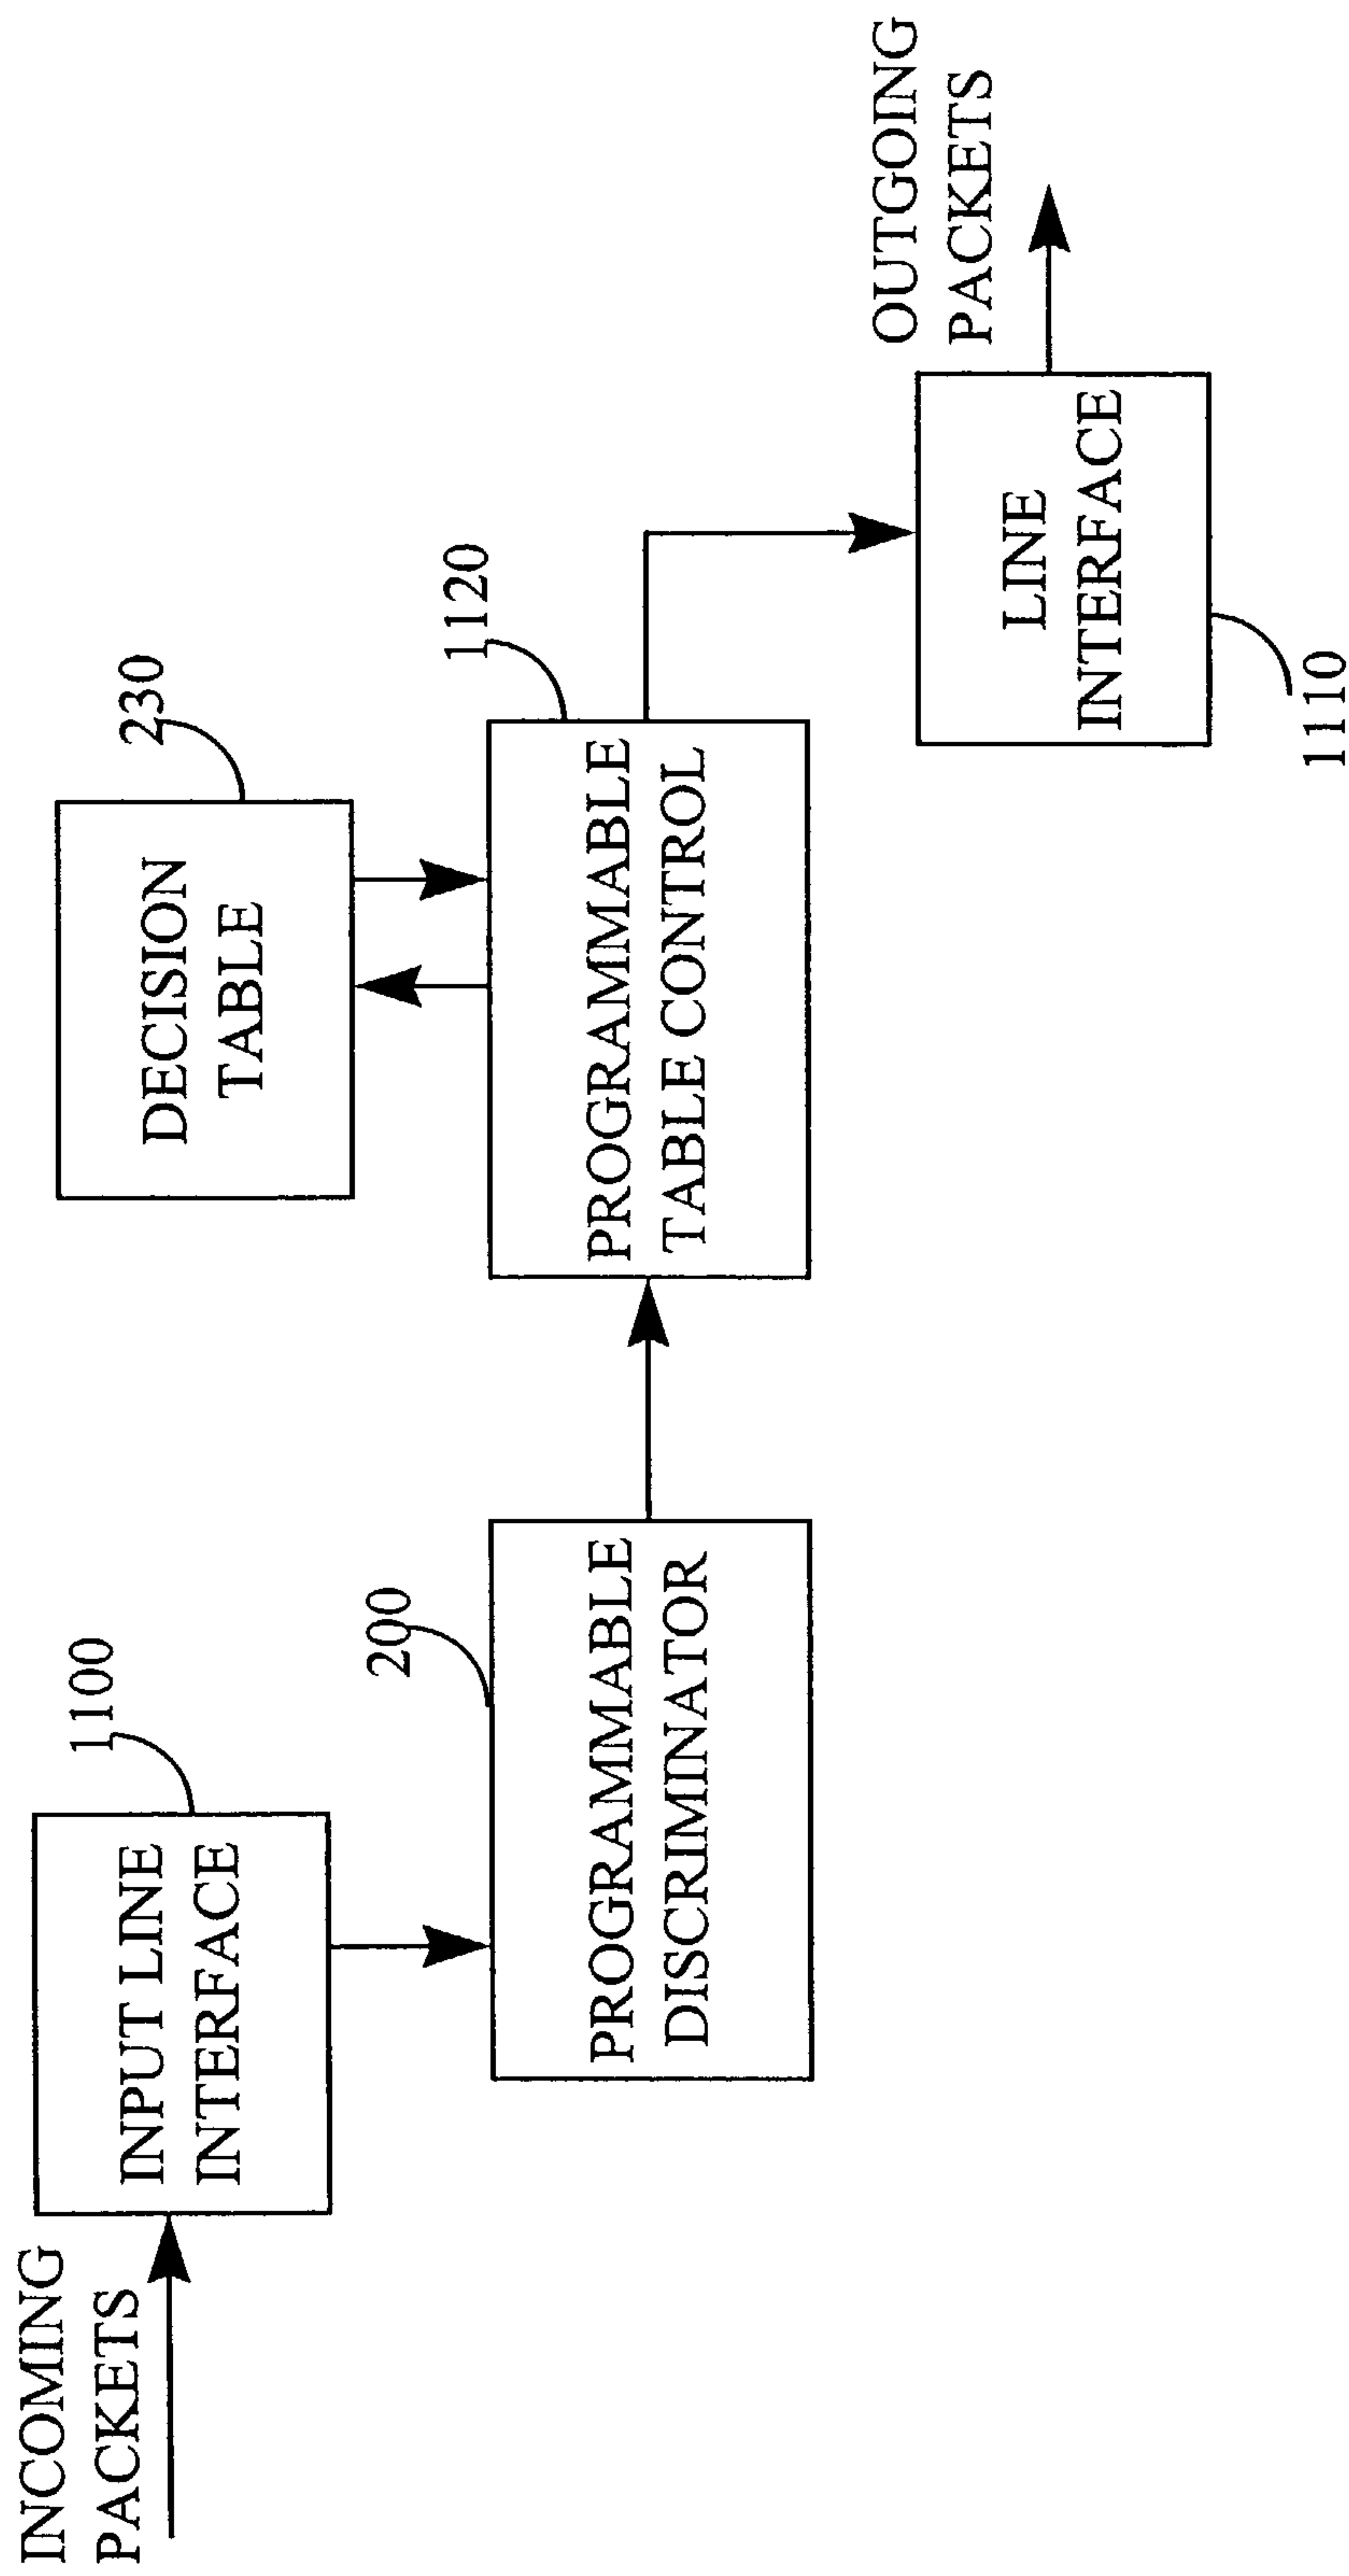 INCOMING
PACKETS
INPUT LINE
INTERFACE
1100
PROGRAMMABLE
DISCRIMINATOR
200
DECISION
TABLE
230
PROGRAMMABLE
TABLE CONTROL
1120
LINE
INTERFACE
1110
OUTGOING
PACKETS